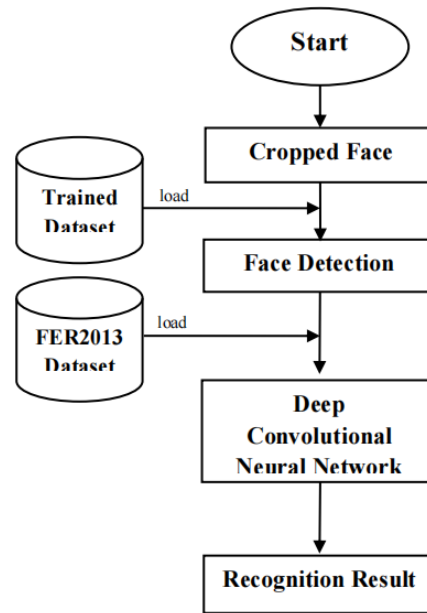 Start
Cropped Face
Trained
Dataset
load
Face Detection
FER2013
Dataset
load
Deep
Convolutional
Neural Network
Recognition Result